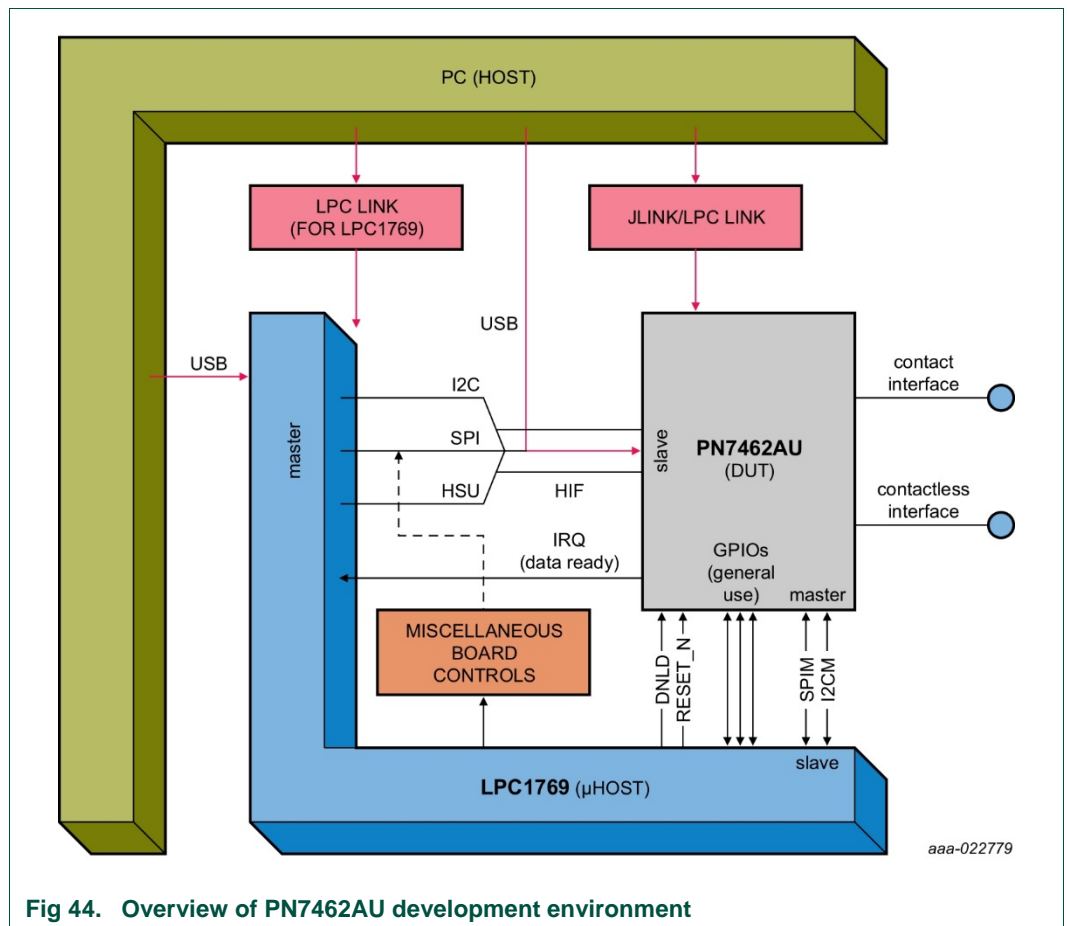 PC (HOST)
LPC LINK
(FOR LPC1769)
JLINK/LPC LINK
USB
USB
master
I2C
SPI
HSU
HIF
slave
PN7462AU
(DUT)
contact
interface
contactless
interface
IRQ
(data ready)
GPIOs
(general
use)
master
MISCELLANEOUS
BOARD
CONTROLS
DNLD
RESET_N
SPIM
I2CM
slave
LPC1769 (μHOST)
aaa-022779
Fig 44. Overview of PN7462AU development environment